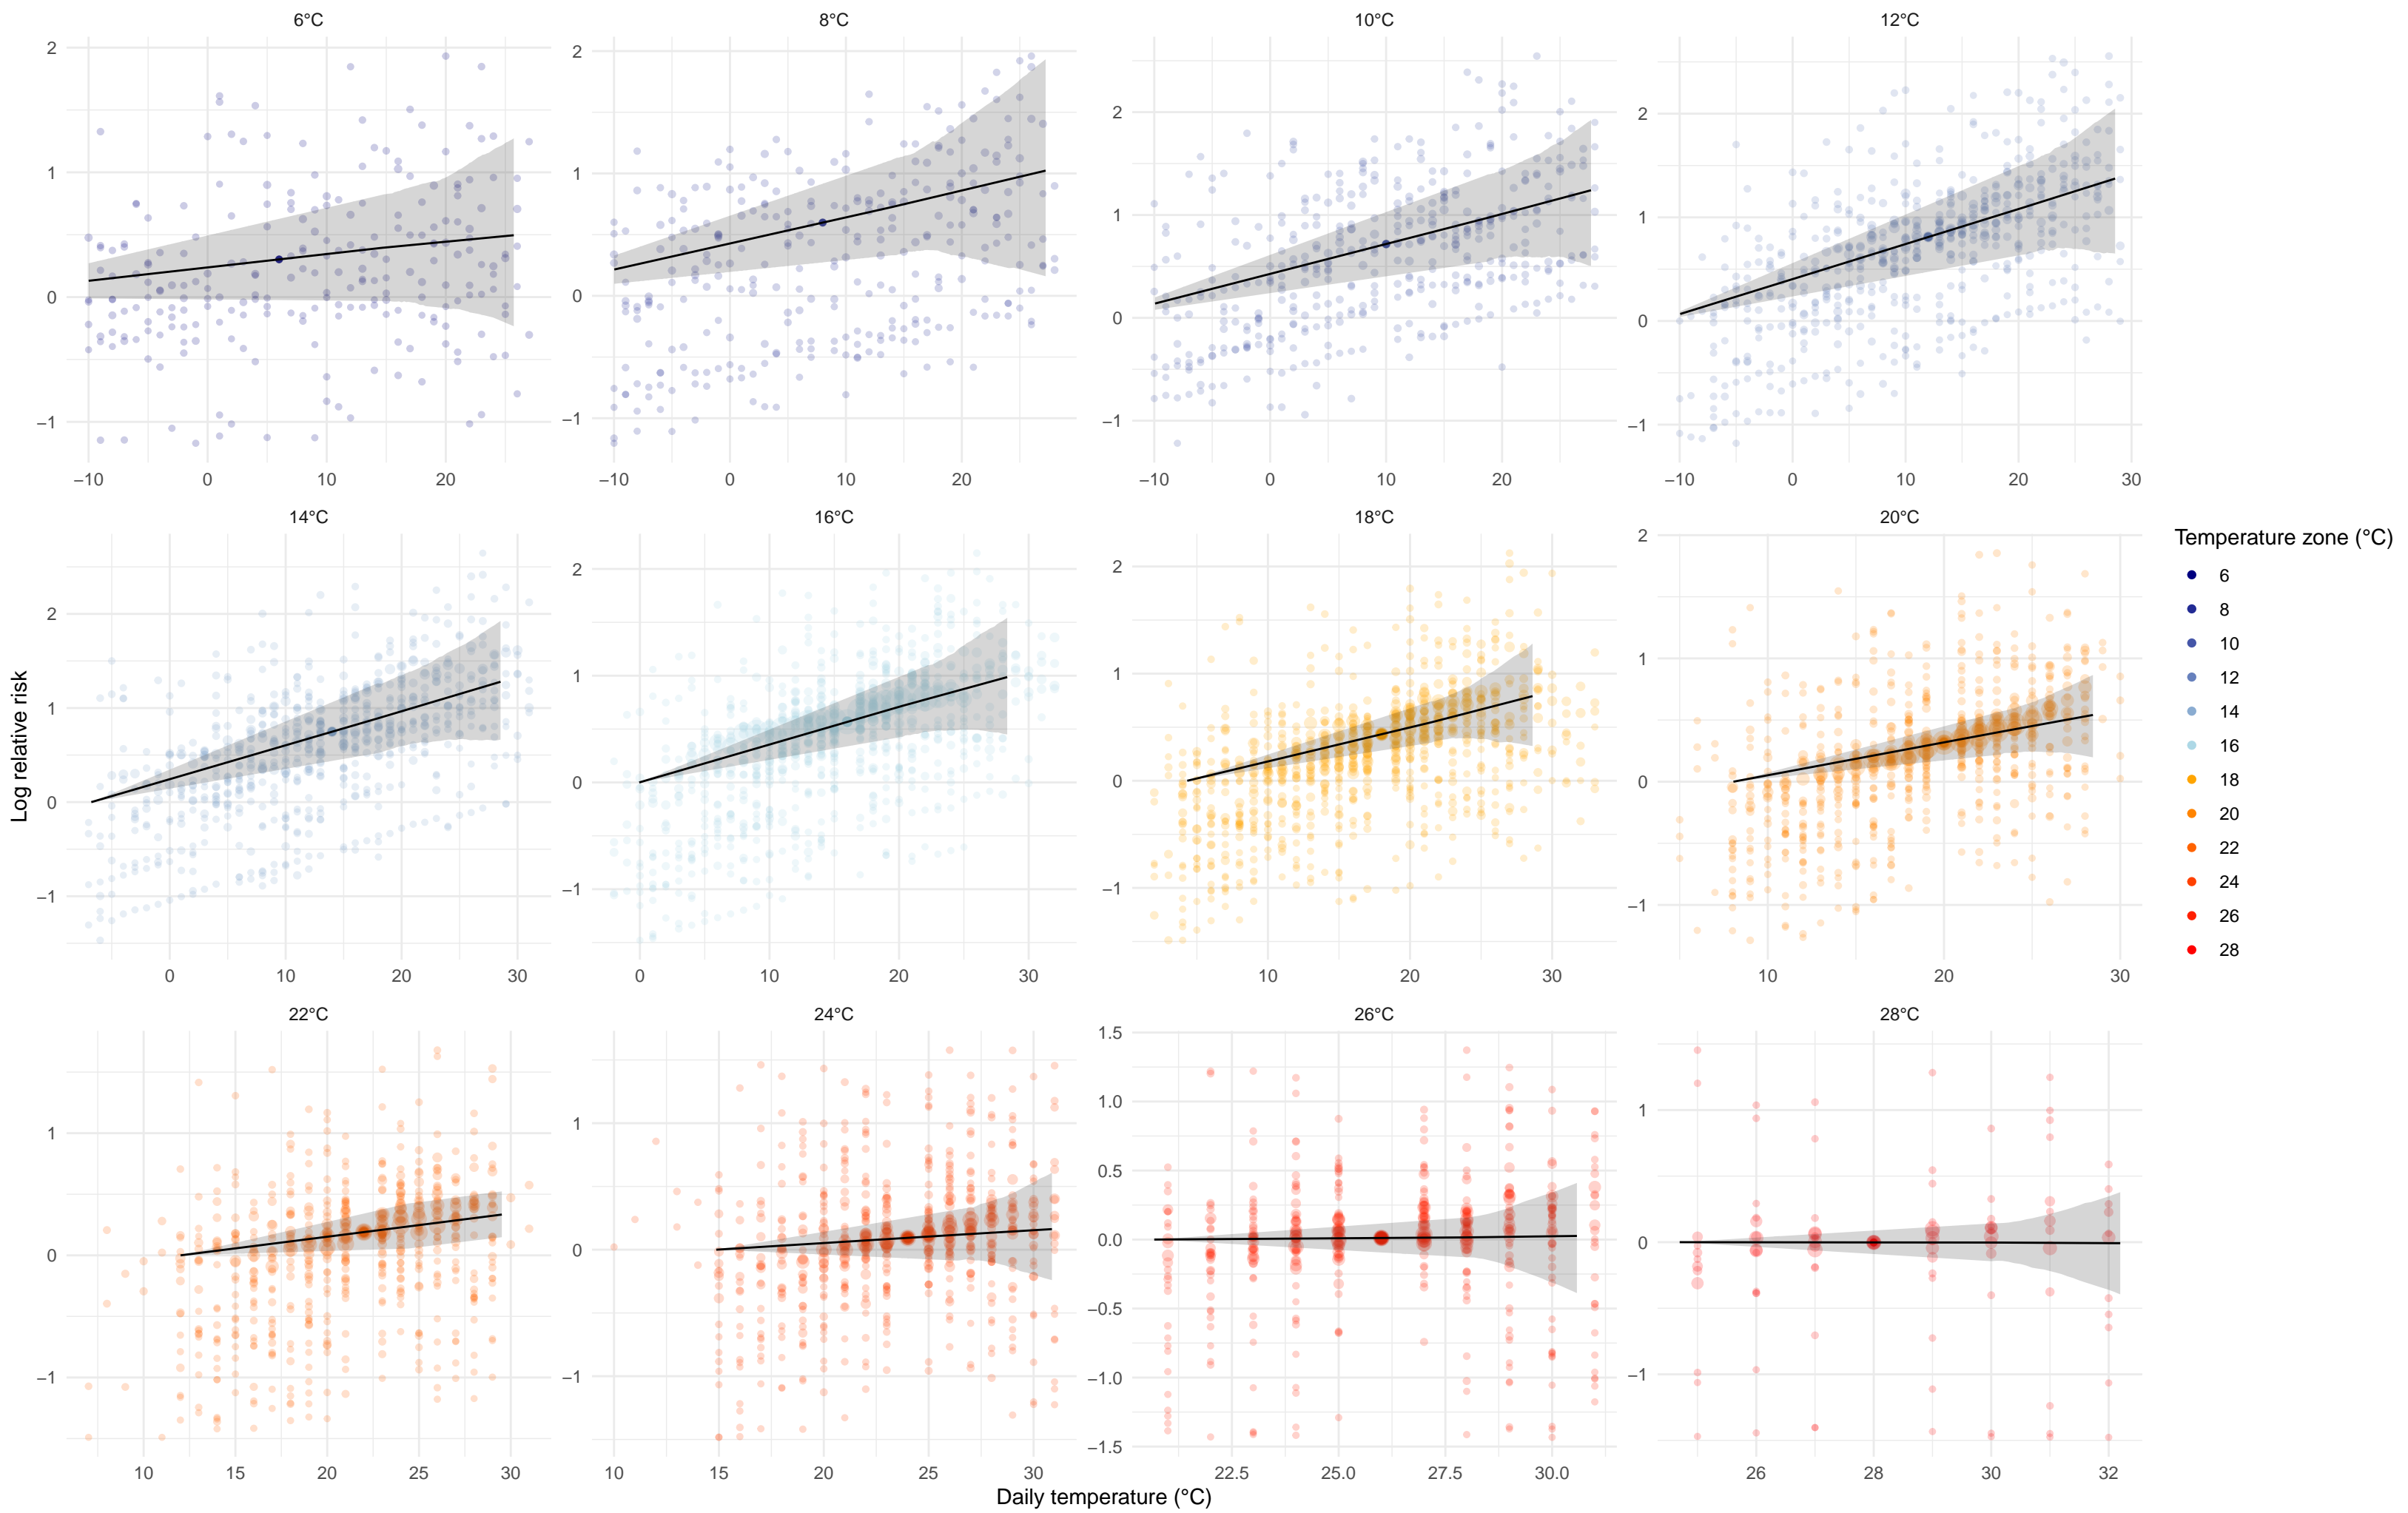 6°C 8°C 10°C 12°C
2 2 2 2
1 1 1 1
0 0 0 0
−1 −1 −1 −1
−10 0 10 20 −10 0 10 20 −10 0 10 20 −10 0 10 20 30
14°C 16°C 18°C 20°C
2 2 2 2
1 1 1 1
0 0 0 0
−1 −1 −1 −1
0 10 20 30 0 10 20 30 10 20 30 10 20 30
Log relative risk
Temperature zone (°C)
6
8
10
12
14
16
18
20
22
24
26
28
22°C 24°C 26°C 28°C
1 1 1.5 1
0 0 1.0 0
−1 −1 0.5 −1
0.0
−0.5
−1.0
−1.5
10 15 20 25 30 10 15 20 25 30 22.5 25.0 27.5 30.0 26 28 30 32
Daily temperature (°C)